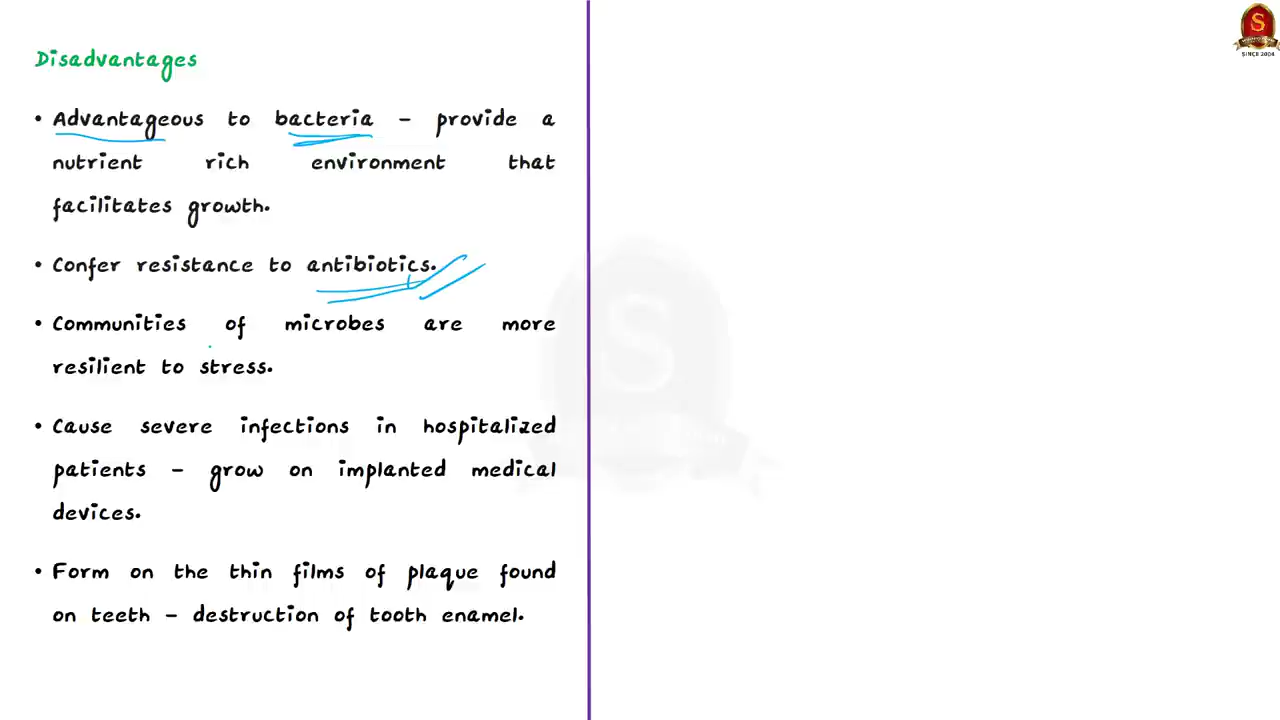 Disadvantages
• Advantageous to bacteria – provide a
nutrient rich environment that
facilitates growth.
• Confer resistance to antibiotics.
• Communities of microbes are more
resilient to stress.
• Cause severe infections in hospitalized
patients – grow on implanted medical
devices.
• Form on the thin films of plaque found
on teeth – destruction of tooth enamel.
S
SINCE 2004
S